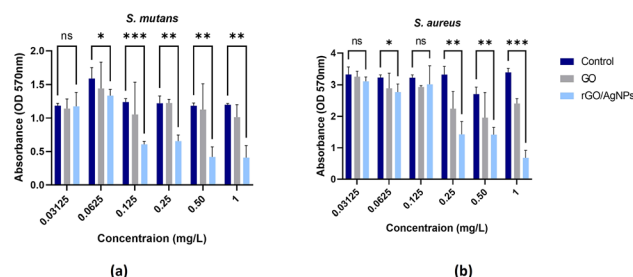 S. mutans
ns * *** ** ** **
Absorbance (OD 570nm)
2.0
1.5
1.0
0.5
0.0
0.03125 0.0625 0.125 0.25 0.50 1
Concentraion (mg/L)
(a)
S. aureus
ns * ns ** ** ***
Absorbance (OD 570nm)
4
3
2
1
0
0.03125 0.0625 0.125 0.25 0.50 1
Concentraion (mg/L)
(b)
Control
GO
rGO/AgNPs